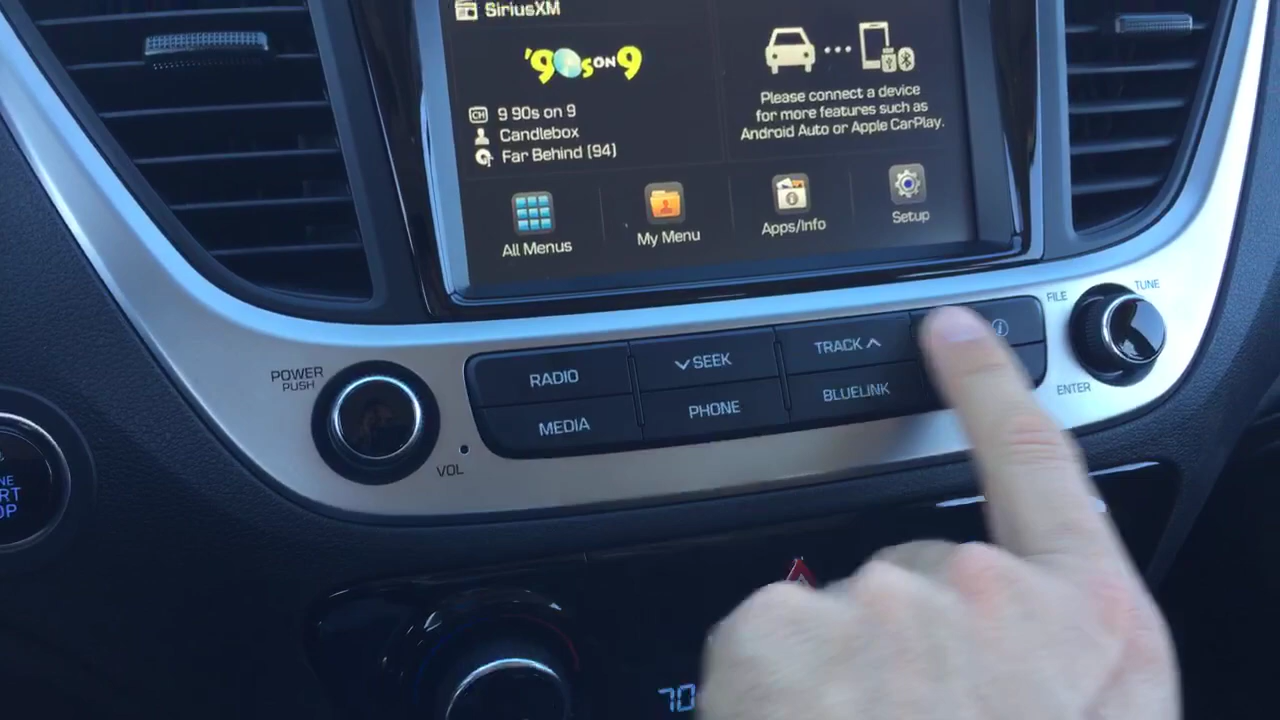 SiriusXM
'90s ON 9
CH 9 90s on 9
Candlebox
Far Behind (94)
Please connect a device
for more features such as
Android Auto or Apple CarPlay.
All Menus
My Menu
Apps/Info
Setup
FILE
TUNE
POWER
PUSH
RADIO
SEEK
TRACK
i
MEDIA
PHONE
BLUELINK
ENTER
VOL
70